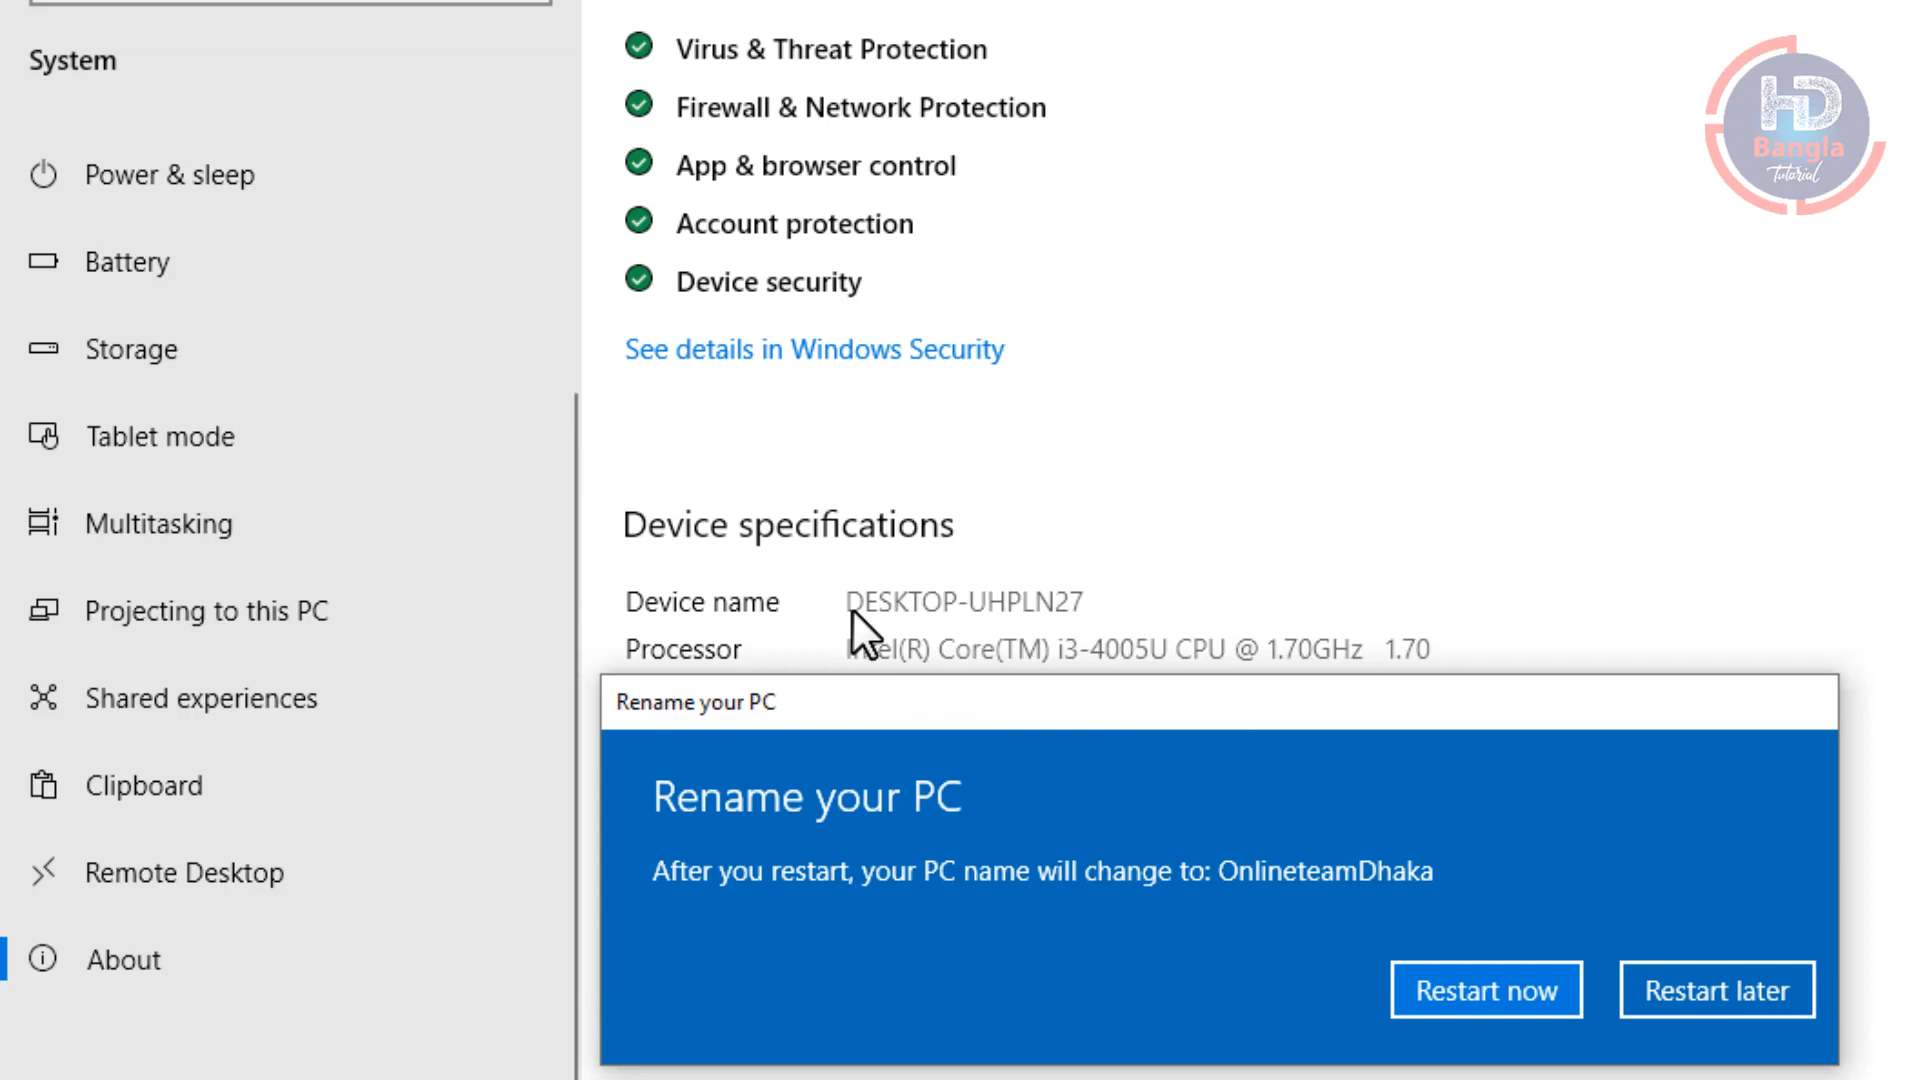 System
Power & sleep
Battery
Storage
Tablet mode
Multitasking
Projecting to this PC
Shared experiences
Clipboard
Remote Desktop
About
Virus & Threat Protection
Firewall & Network Protection
App & browser control
Account protection
Device security
See details in Windows Security
Device specifications
Device name DESKTOP-UHPLN27
Processor Intel(R) Core(TM) i3-4005U CPU @ 1.70GHz 1.70
Rename your PC
Rename your PC
After you restart, your PC name will change to: OnlineteamDhaka
Restart now Restart later
HD
Bangla
Tutorial